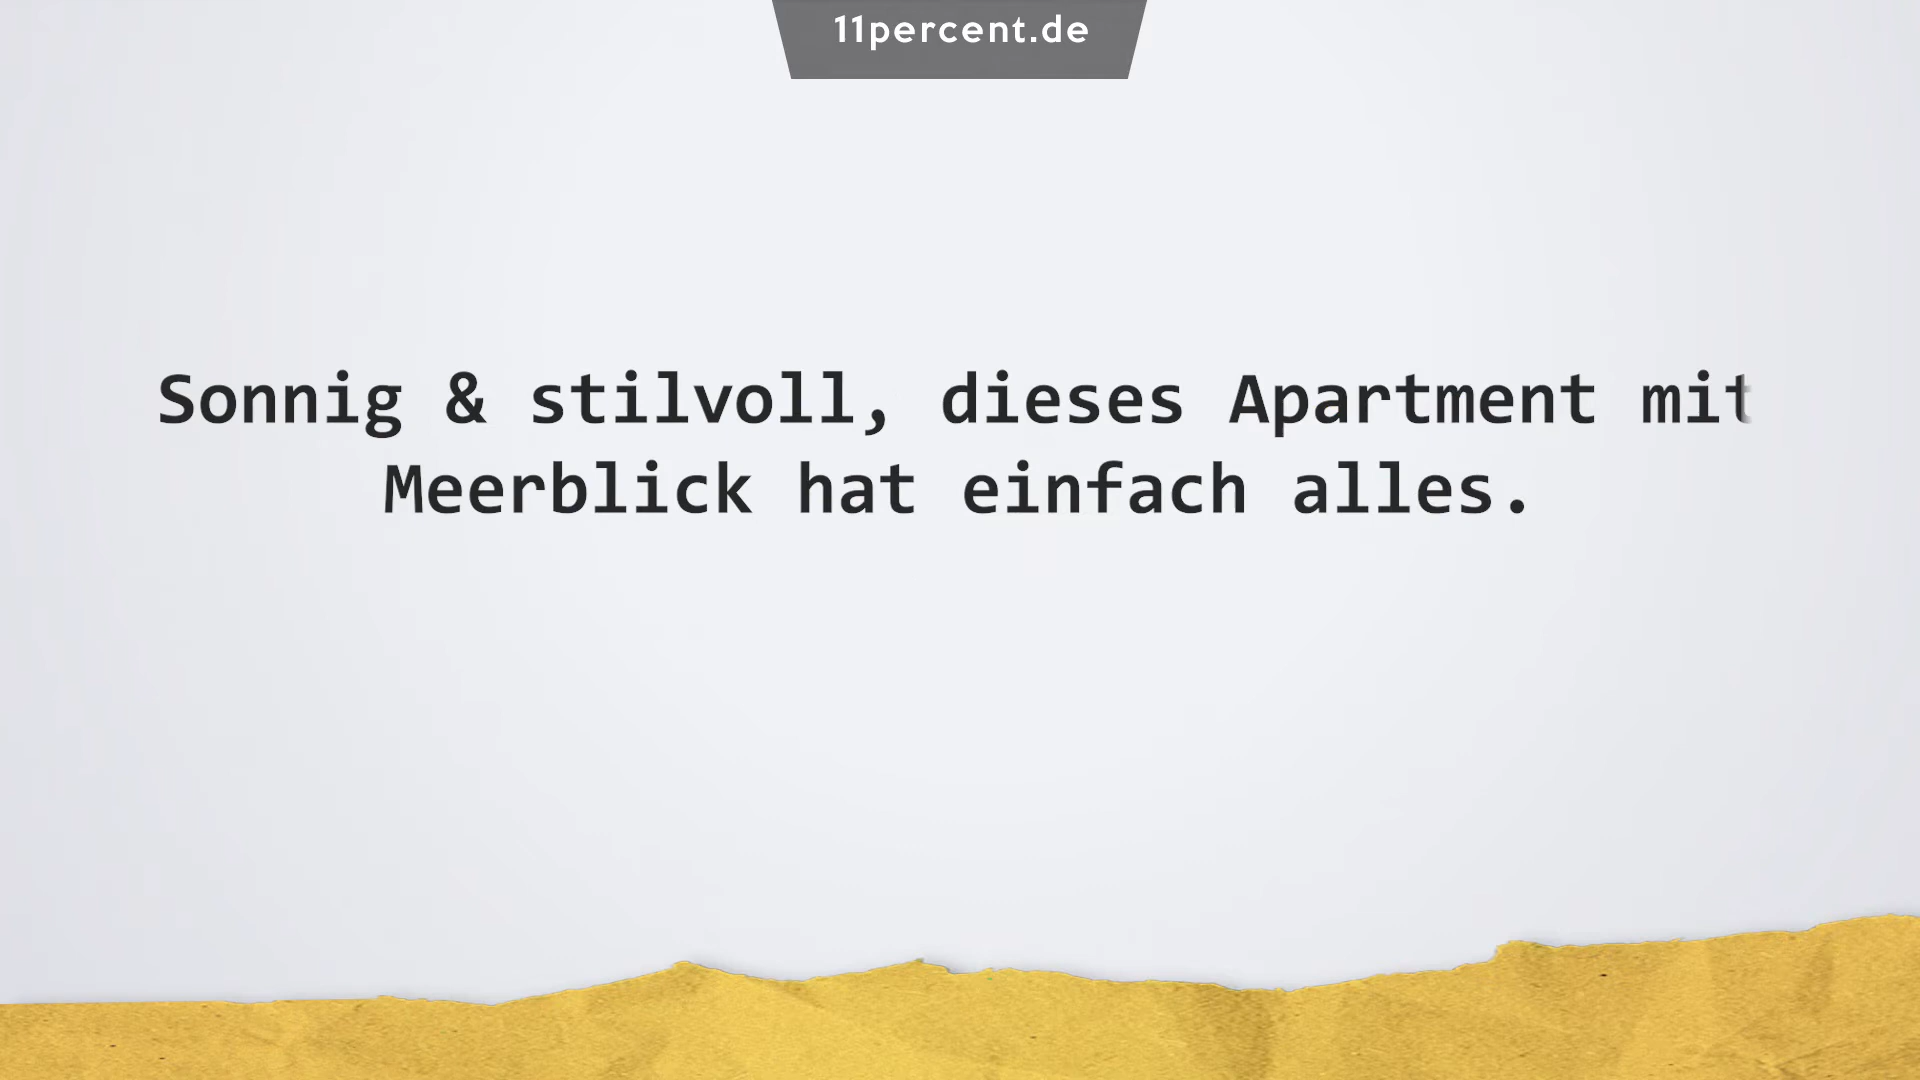 11percent.de
Sonnig & stilvoll, dieses Apartment mit
Meerblick hat einfach alles.